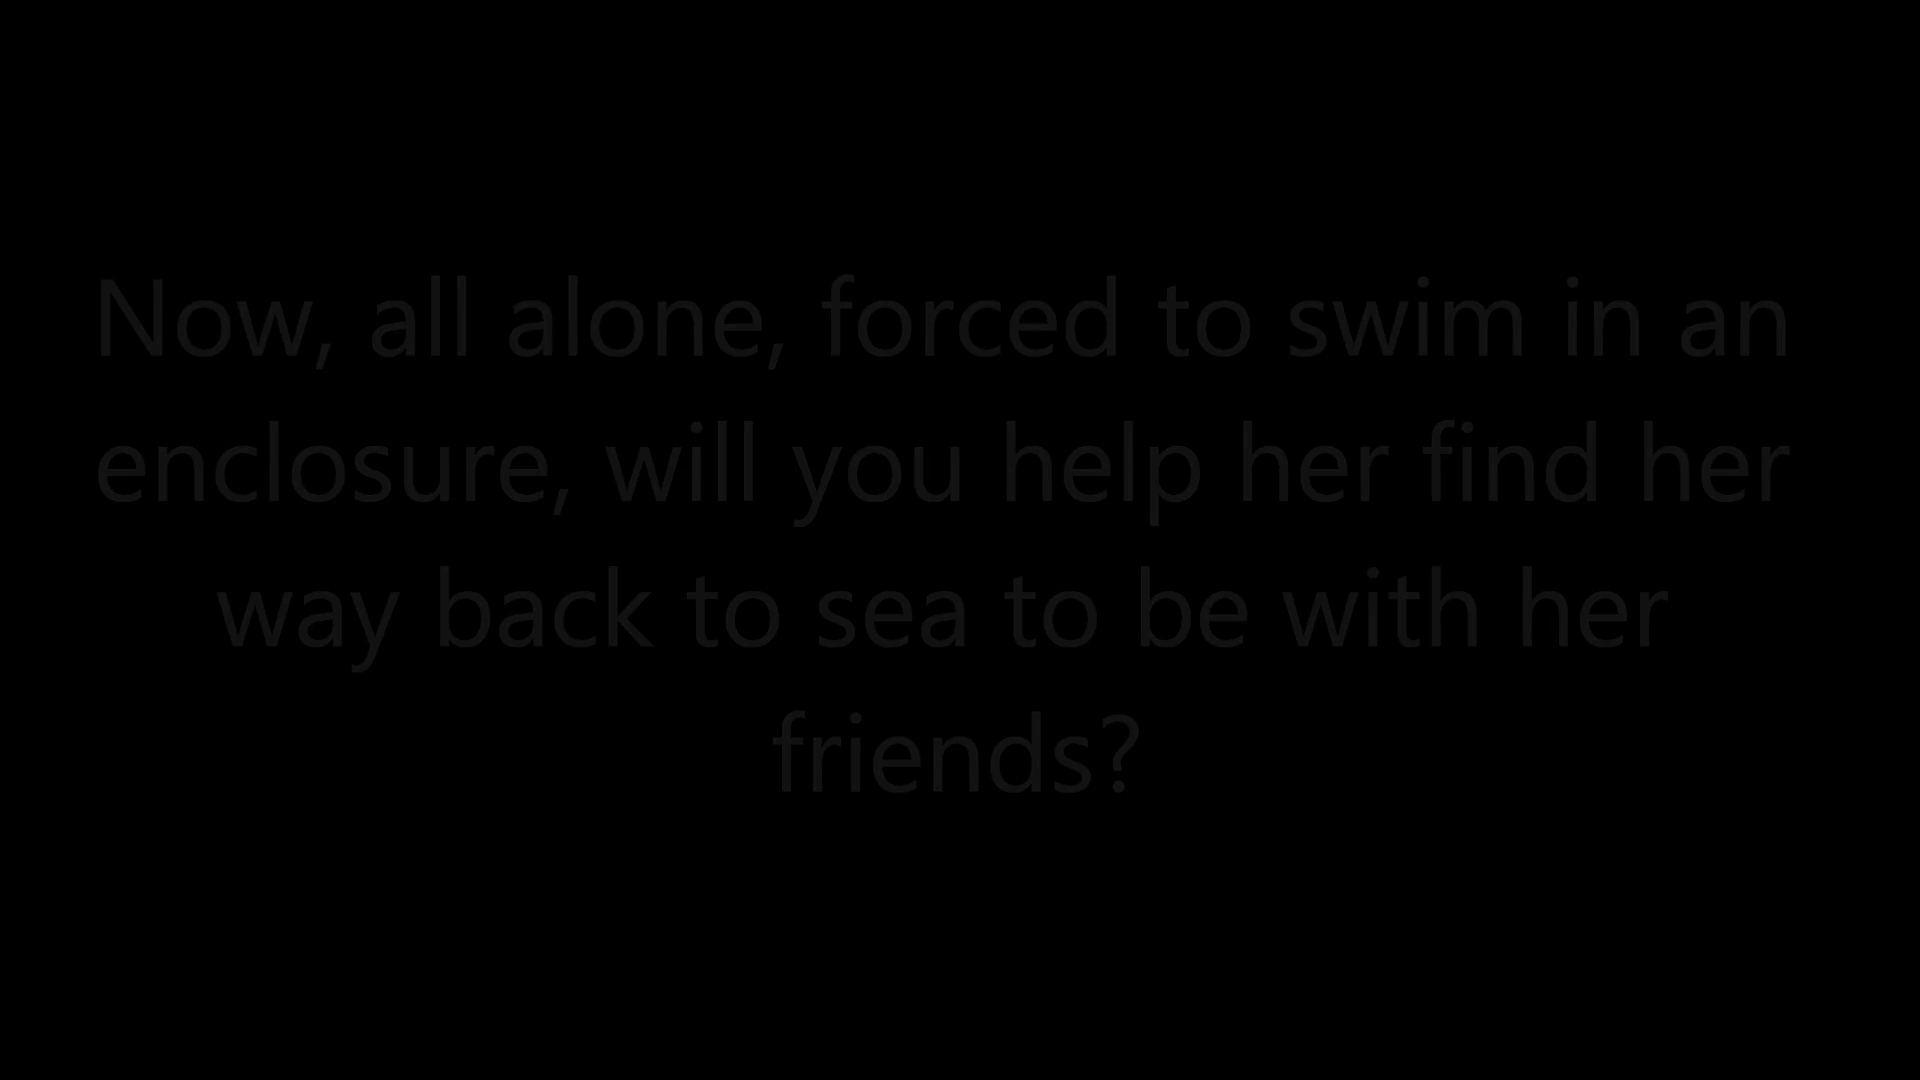 Now, all alone, forced to swim in an
enclosure, will you help her find her
way back to sea to be with her
friends?